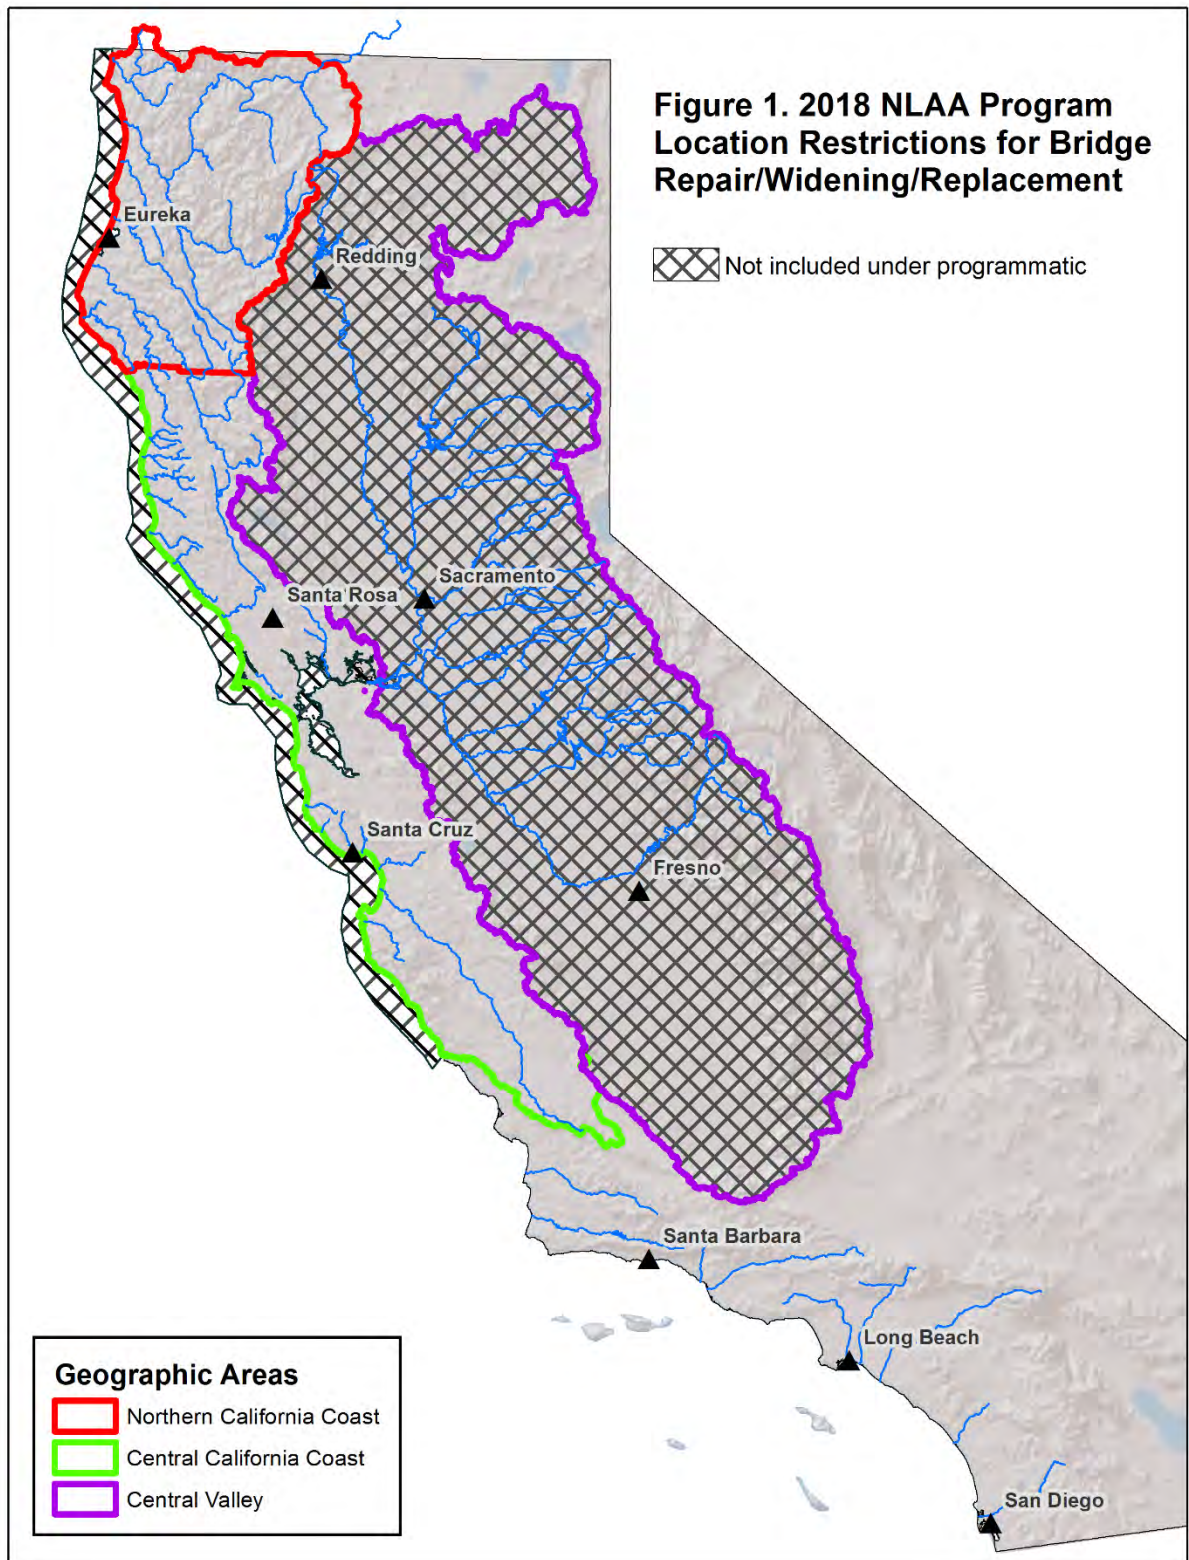 Figure 1. 2018 NLAA Program
Location Restrictions for Bridge
Repair/Widening/Replacement
Not included under programmatic
Eureka
Redding
Sacramento
Santa Rosa
Santa Cruz
Fresno
Santa Barbara
Long Beach
San Diego
Geographic Areas
Northern California Coast
Central California Coast
Central Valley